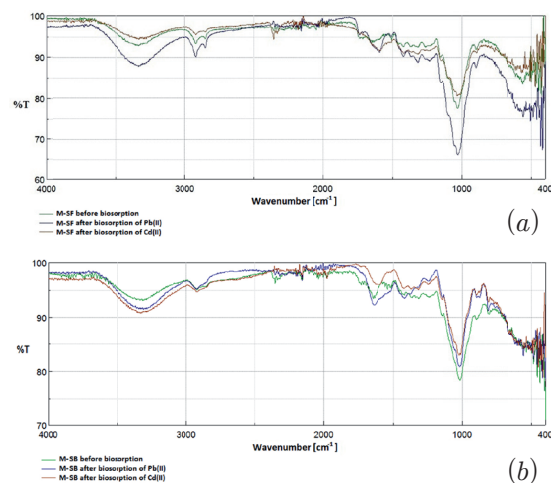 100
90
%T
80
70
60
4000
3000
2000
1000
400
Wavenumber [cm⁻¹]
M-SF before biosorption
M-SF after biosorption of Pb(II)
M-SF after biosorption of Cd(II)
(a)
100
90
%T
80
70
4000
3000
2000
1000
400
Wavenumber [cm⁻¹]
M-SB before biosorption
M-SB after biosorption of Pb(II)
M-SB after biosorption of Cd(II)
(b)